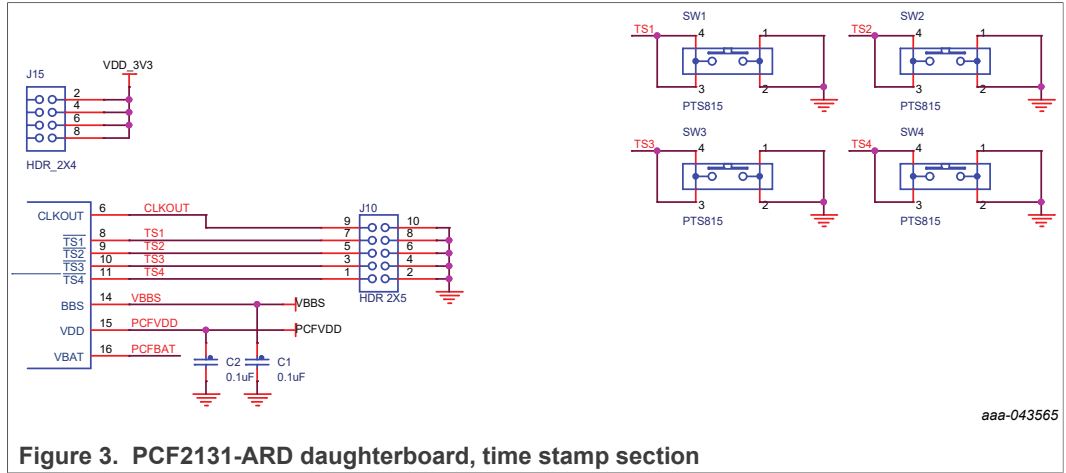 SW1
TS1
4
1
3
2
PTS815
SW2
TS2
4
1
3
2
PTS815
VDD_3V3
J15
2
4
6
8
HDR_2X4
SW3
TS3
4
1
3
2
PTS815
SW4
TS4
4
1
3
2
PTS815
CLKOUT
6
CLKOUT
TS1
8
TS1
TS2
9
TS2
TS3
10
TS3
TS4
11
TS4
J10
9
10
7
8
5
6
3
4
1
2
HDR 2X5
BBS
14
VBBS
VBBS
VDD
15
PCFVDD
PCFVDD
VBAT
16
PCFBAT
C2
0.1uF
C1
0.1uF
aaa-043565
Figure 3. PCF2131-ARD daughterboard, time stamp section